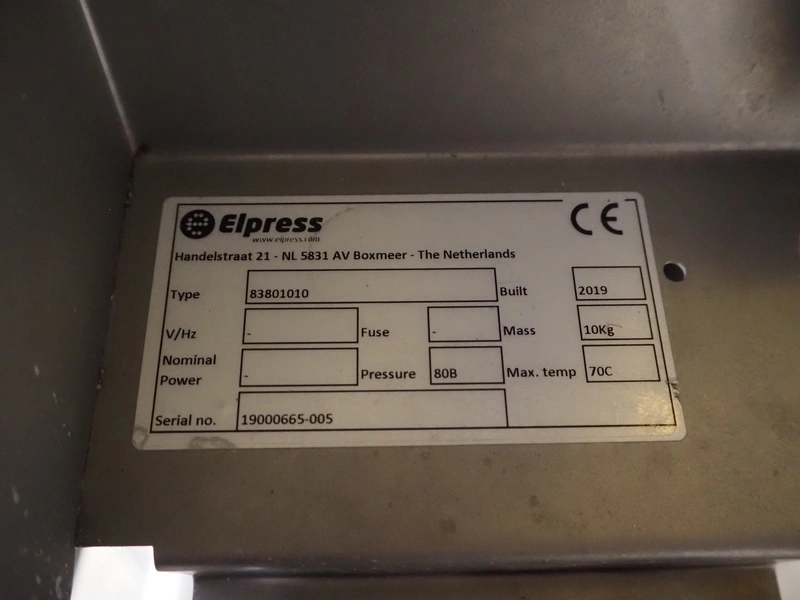 Elpress
www.elpress.com
CE
Handelstraat 21 - NL 5831 AV Boxmeer - The Netherlands
Type 83801010 Built 2019
V/Hz - Fuse - Mass 10Kg
Nominal
Power - Pressure 80B Max. temp 70C
Serial no. 19000665-005